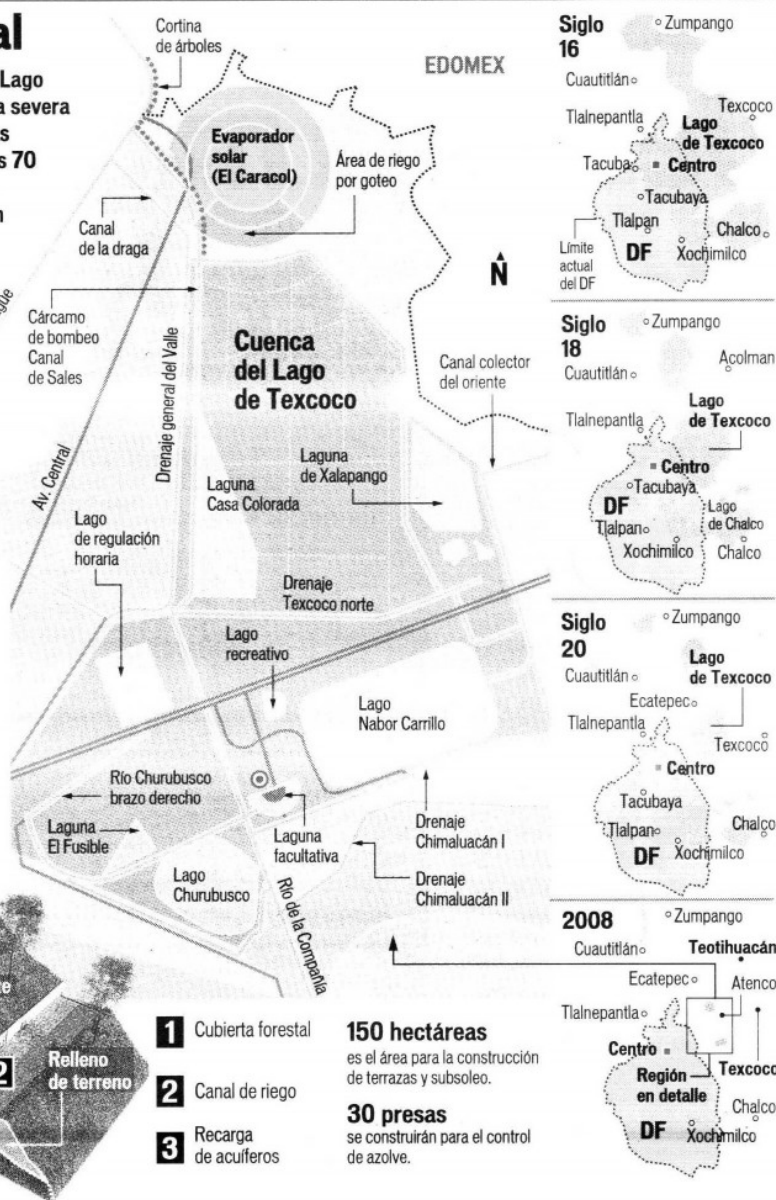 al
Lago
a severa
s
s 70
n
Cortina
de árboles
EDOMEX
Evaporador
solar
(El Caracol)
Área de riego
por goteo
Canal
de la draga
N
Cárcamo
de bombeo
Canal
de Sales
Drenaje general del Valle
Cuenca
del Lago
de Texcoco
Canal colector
del oriente
Av. Central
Laguna
de Xalapango
Laguna
Casa Colorada
Lago
de regulación
horaria
Drenaje
Texcoco norte
Lago
recreativo
Lago
Nabor Carrillo
Río Churubusco
brazo derecho
Laguna
El Fusible
Laguna
facultativa
Drenaje
Chimaluacán I
Lago
Churubusco
Río de la Compañía
Drenaje
Chimaluacán II
2
Relleno
de terreno
1 Cubierta forestal
2 Canal de riego
3 Recarga
de acuíferos
150 hectáreas
es el área para la construcción
de terrazas y subsoleo.
30 presas
se construirán para el control
de azolve.
Siglo
16
Zumpango
Cuautitlán
Tlalnepantla
Texcoco
Lago
de Texcoco
Tacuba
Centro
Tacubaya
Tlalpan
Chalco
Límite
actual
del DF
DF
Xochimilco
Siglo
18
Zumpango
Acolman
Cuautitlán
Tlalnepantla
Lago
de Texcoco
Centro
Tacubaya
DF
Lago
de Chalco
Tlalpan
Xochimilco
Chalco
Siglo
20
Zumpango
Lago
de Texcoco
Cuautitlán
Ecatepec
Tlalnepantla
Texcoco
Centro
Tacubaya
Tlalpan
Chalco
DF
Xochimilco
2008
Zumpango
Cuautitlán
Teotihuacán
Ecatepec
Atenco
Tlalnepantla
Centro
Región
en detalle
Texcoco
Chalco
DF
Xochimilco